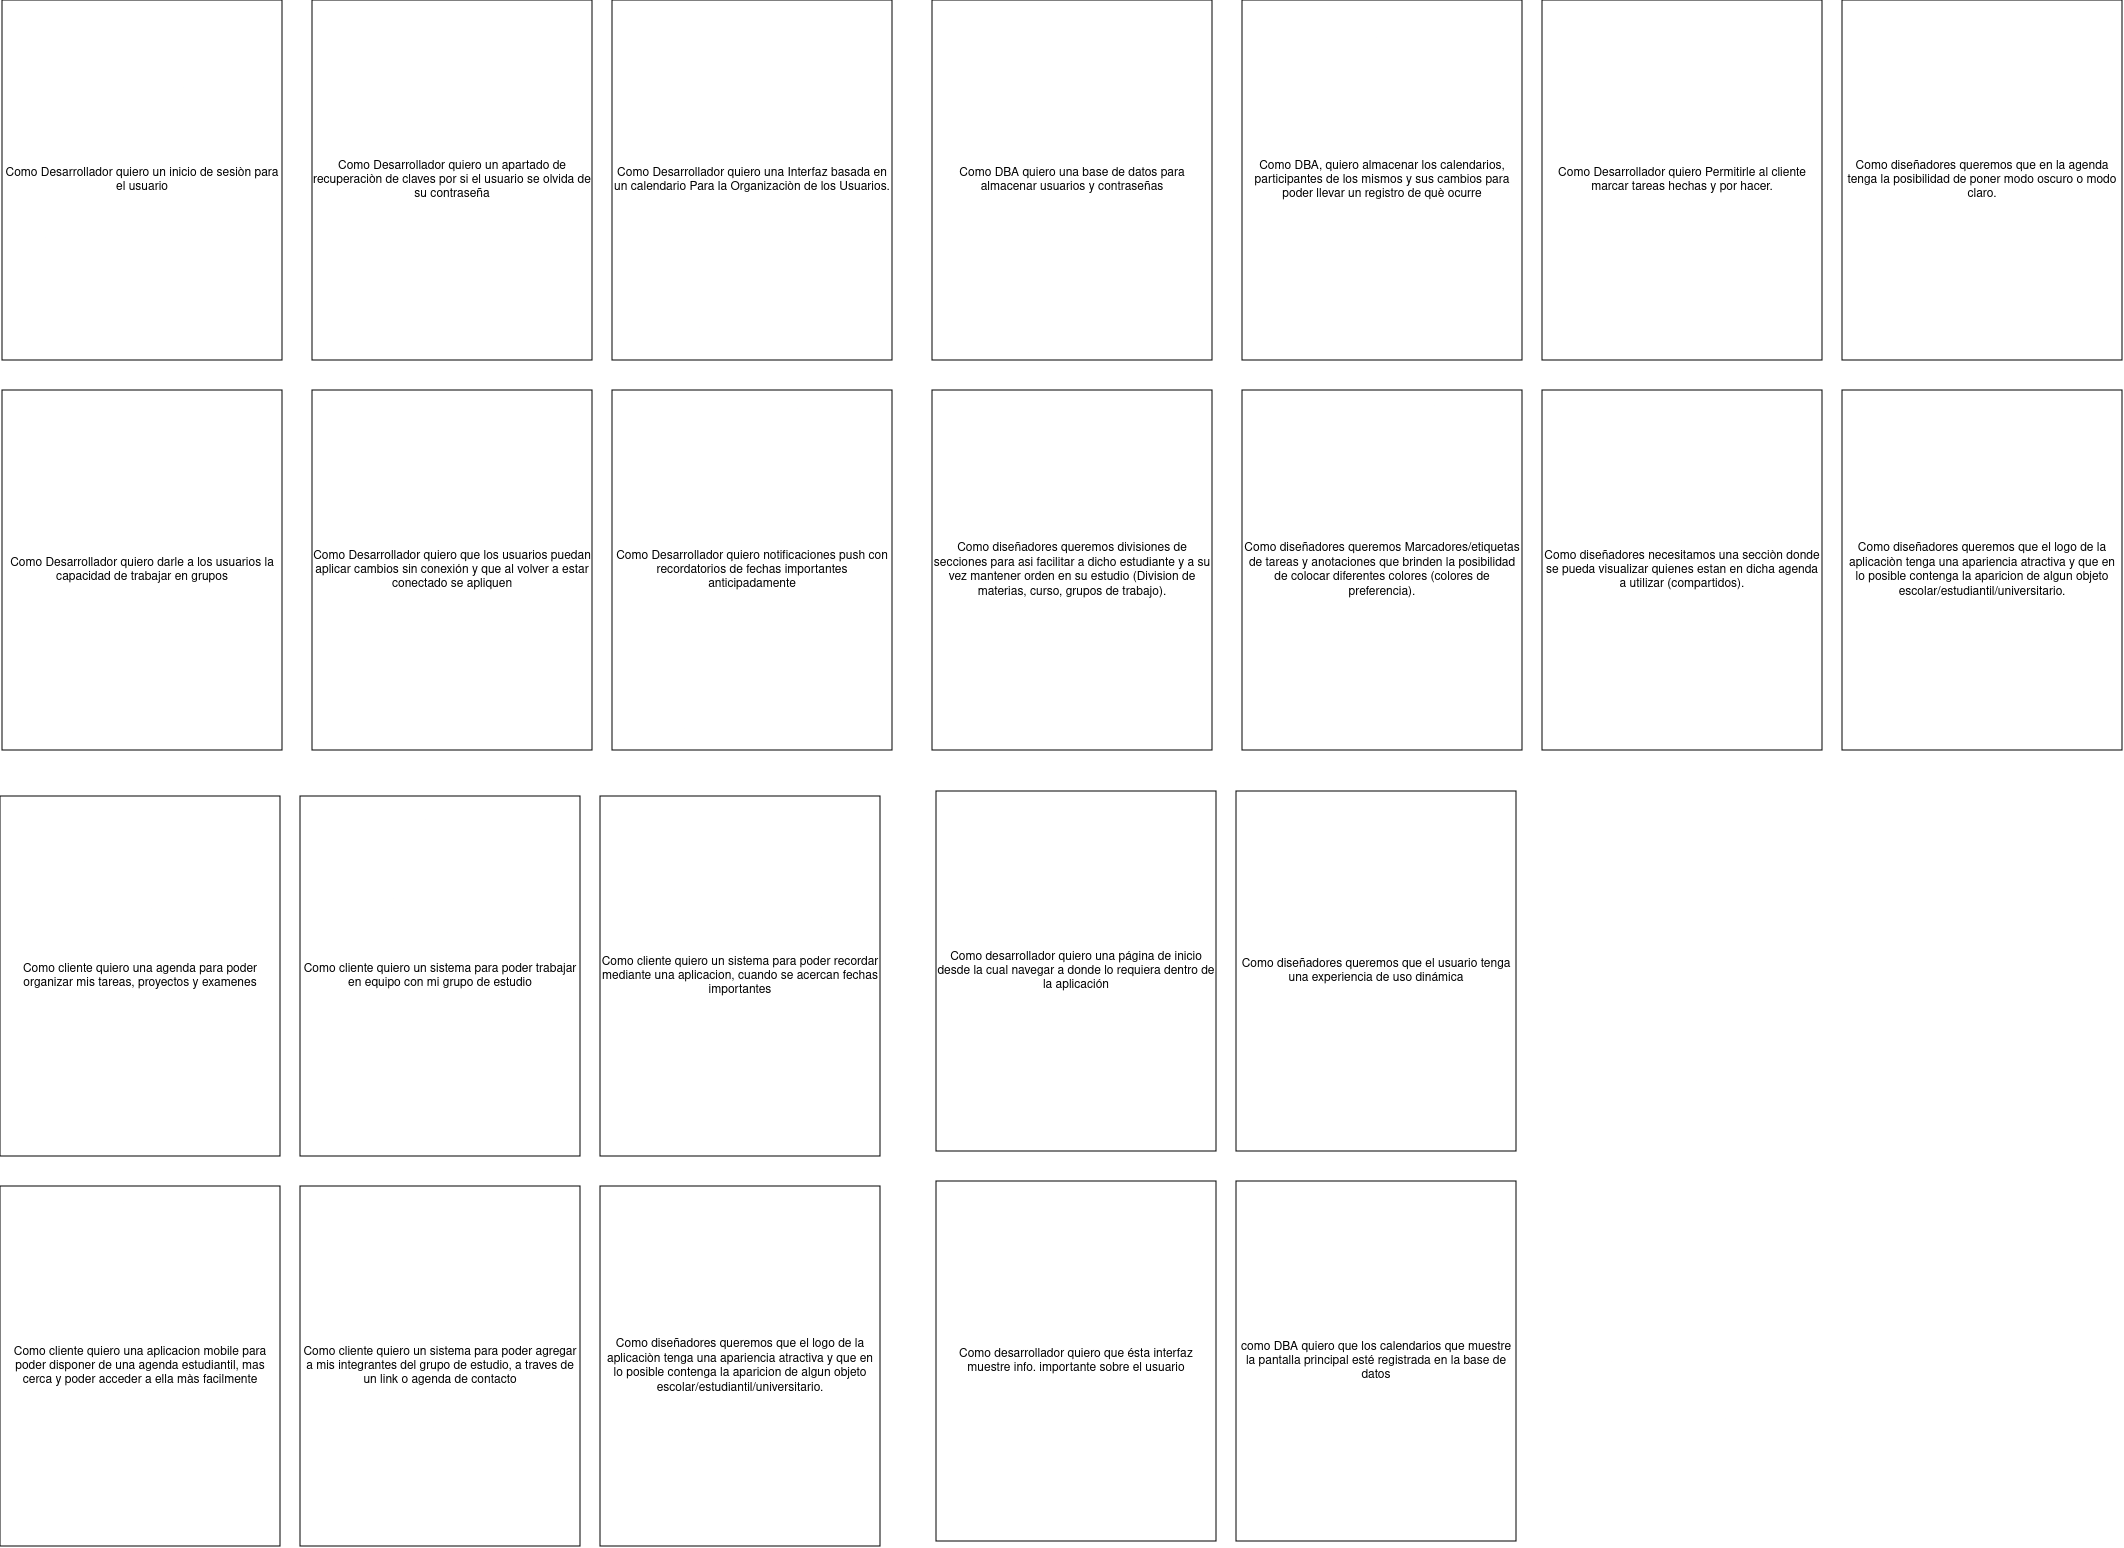 Como Desarrollador quiero un inicio de sesiòn para
el usuario
Como Desarrollador quiero un apartado de
recuperaciòn de claves por si el usuario se olvida de
su contraseña
Como Desarrollador quiero una Interfaz basada en
un calendario Para la Organizaciòn de los Usuarios.
Como DBA quiero una base de datos para
almacenar usuarios y contraseñas
Como DBA, quiero almacenar los calendarios,
participantes de los mismos y sus cambios para
poder llevar un registro de què ocurre
Como Desarrollador quiero Permitirle al cliente
marcar tareas hechas y por hacer.
Como diseñadores queremos que en la agenda
tenga la posibilidad de poner modo oscuro o modo
claro.
Como Desarrollador quiero darle a los usuarios la
capacidad de trabajar en grupos
Como Desarrollador quiero que los usuarios puedan
aplicar cambios sin conexión y que al volver a estar
conectado se apliquen
Como Desarrollador quiero notificaciones push con
recordatorios de fechas importantes
anticipadamente
Como diseñadores queremos divisiones de
secciones para asi facilitar a dicho estudiante y a su
vez mantener orden en su estudio (Division de
materias, curso, grupos de trabajo).
Como diseñadores queremos Marcadores/etiquetas
de tareas y anotaciones que brinden la posibilidad
de colocar diferentes colores (colores de
preferencia).
Como diseñadores necesitamos una secciòn donde
se pueda visualizar quienes estan en dicha agenda
a utilizar (compartidos).
Como diseñadores queremos que el logo de la
aplicaciòn tenga una apariencia atractiva y que en
lo posible contenga la aparicion de algun objeto
escolar/estudiantil/universitario.
Como cliente quiero una agenda para poder
organizar mis tareas, proyectos y examenes
Como cliente quiero un sistema para poder trabajar
en equipo con mi grupo de estudio
Como cliente quiero un sistema para poder recordar
mediante una aplicacion, cuando se acercan fechas
importantes
Como desarrollador quiero una página de inicio
desde la cual navegar a donde lo requiera dentro de
la aplicación
Como diseñadores queremos que el usuario tenga
una experiencia de uso dinámica
Como cliente quiero una aplicacion mobile para
poder disponer de una agenda estudiantil, mas
cerca y poder acceder a ella màs facilmente
Como cliente quiero un sistema para poder agregar
a mis integrantes del grupo de estudio, a traves de
un link o agenda de contacto
Como diseñadores queremos que el logo de la
aplicaciòn tenga una apariencia atractiva y que en
lo posible contenga la aparicion de algun objeto
escolar/estudiantil/universitario.
Como desarrollador quiero que ésta interfaz
muestre info. importante sobre el usuario
como DBA quiero que los calendarios que muestre
la pantalla principal esté registrada en la base de
datos